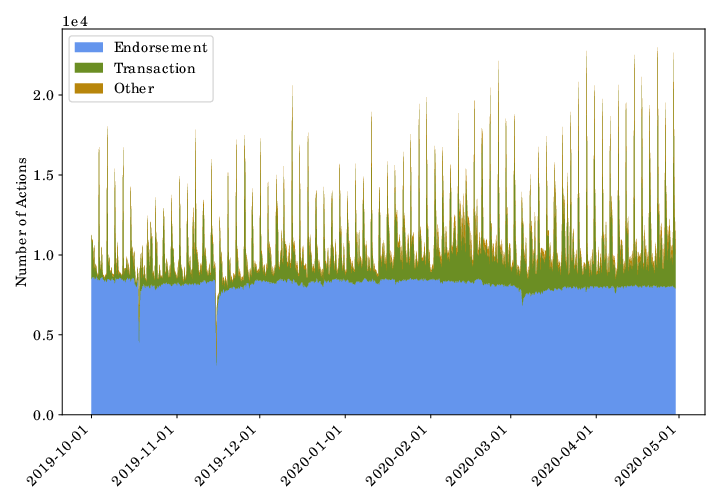 1e4
Endorsement
Transaction
Other
Number of Actions
2.0
1.5
1.0
0.5
0.0
2019-10-01
2019-11-01
2019-12-01
2020-01-01
2020-02-01
2020-03-01
2020-04-01
2020-05-01